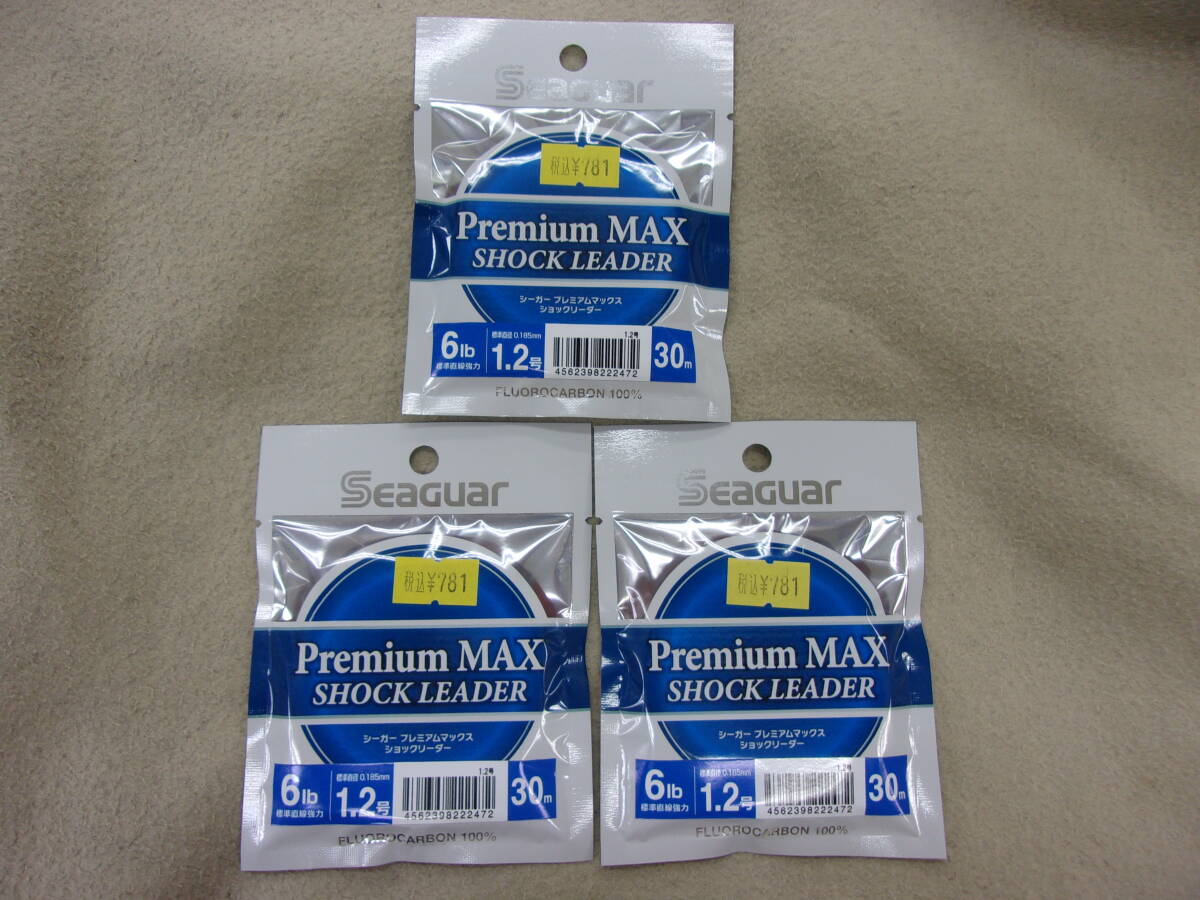 Seaguar
税込¥781
Premium MAX
SHOCK LEADER
シーガー プレミアムマックス
ショックリーダー
6lb
標準直線強力
標準直径 0.185mm
1.2号
1.2号
4562398222472
30m
FLUOROCARBON 100%
Seaguar
税込¥781
Premium MAX
SHOCK LEADER
シーガー プレミアムマックス
ショックリーダー
6lb
標準直線強力
標準直径 0.185mm
1.2号
1.2号
4562398222472
30m
FLUOROCARBON 100%
Seaguar
税込¥781
Premium MAX
SHOCK LEADER
シーガー プレミアムマックス
ショックリーダー
6lb
標準直線強力
標準直径 0.185mm
1.2号
1.2号
4562398222472
30m
FLUOROCARBON 100%